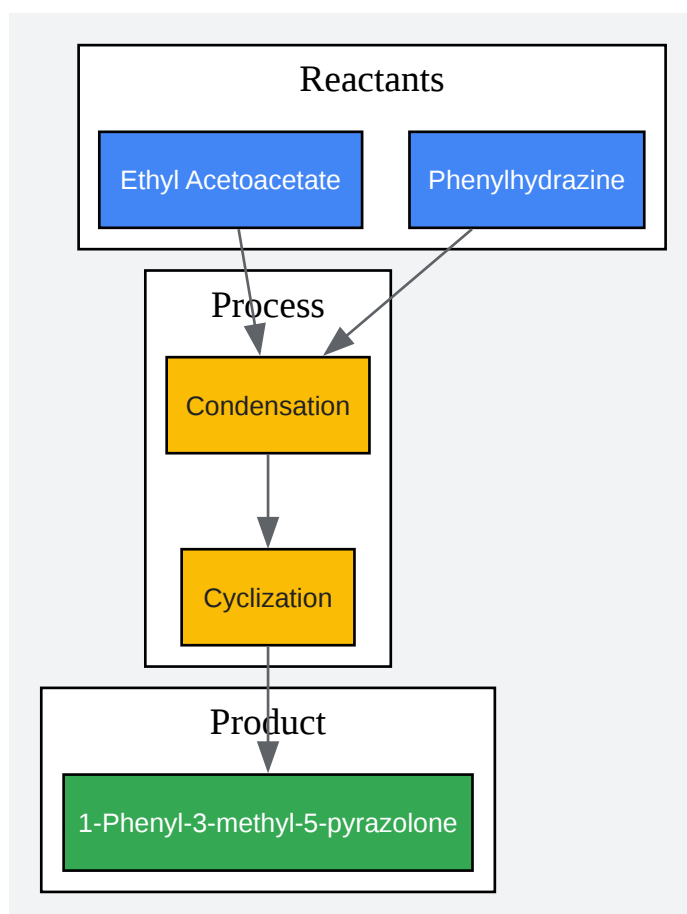 Reactants
Ethyl Acetoacetate
Phenylhydrazine
Process
Condensation
Cyclization
Product
1-Phenyl-3-methyl-5-pyrazolone